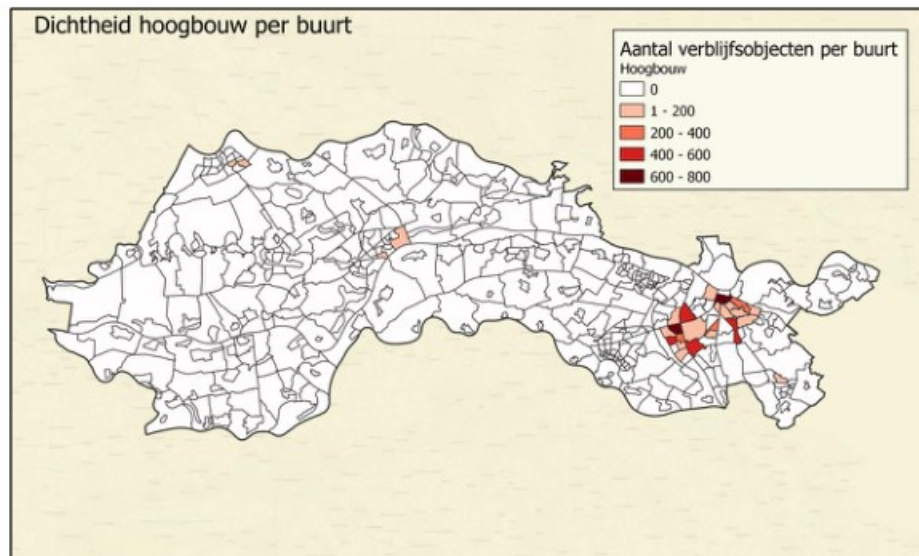 Dichtheid hoogbouw per buurt
Aantal verblijfsobjecten per buurt
Hoogbouw
0
1 - 200
200 - 400
400 - 600
600 - 800